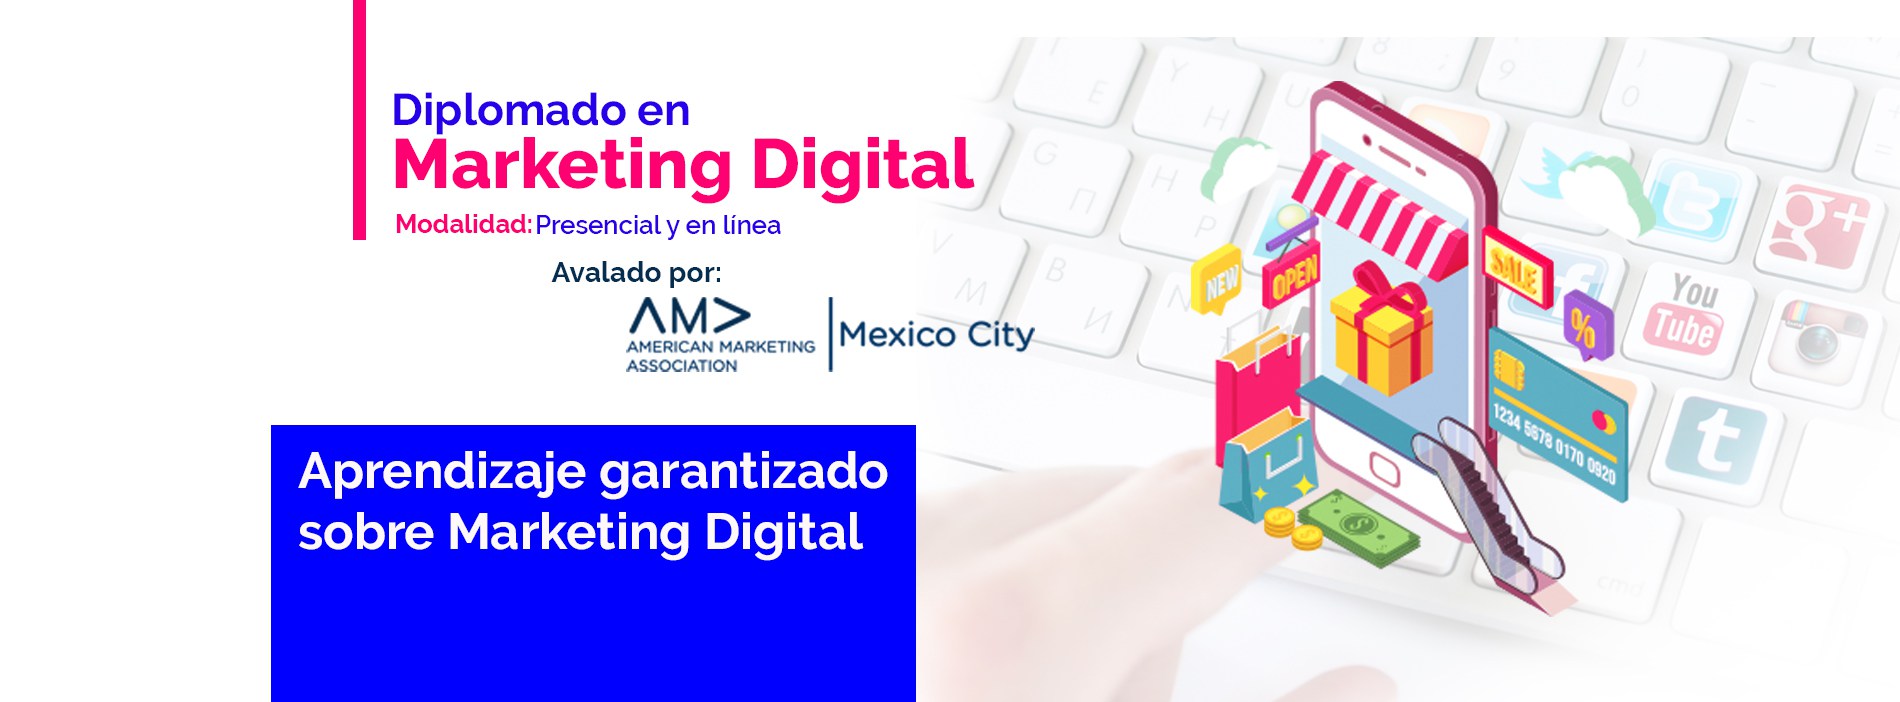 Diplomado en
Marketing Digital
Modalidad: Presencial y en línea
Avalado por:
AMA
AMERICAN MARKETING
ASSOCIATION
Mexico City
Aprendizaje garantizado
sobre Marketing Digital
NEW
OPEN
SALE
%
1234 5678 0170 0920
You
Tube
g+
f
t
cmd